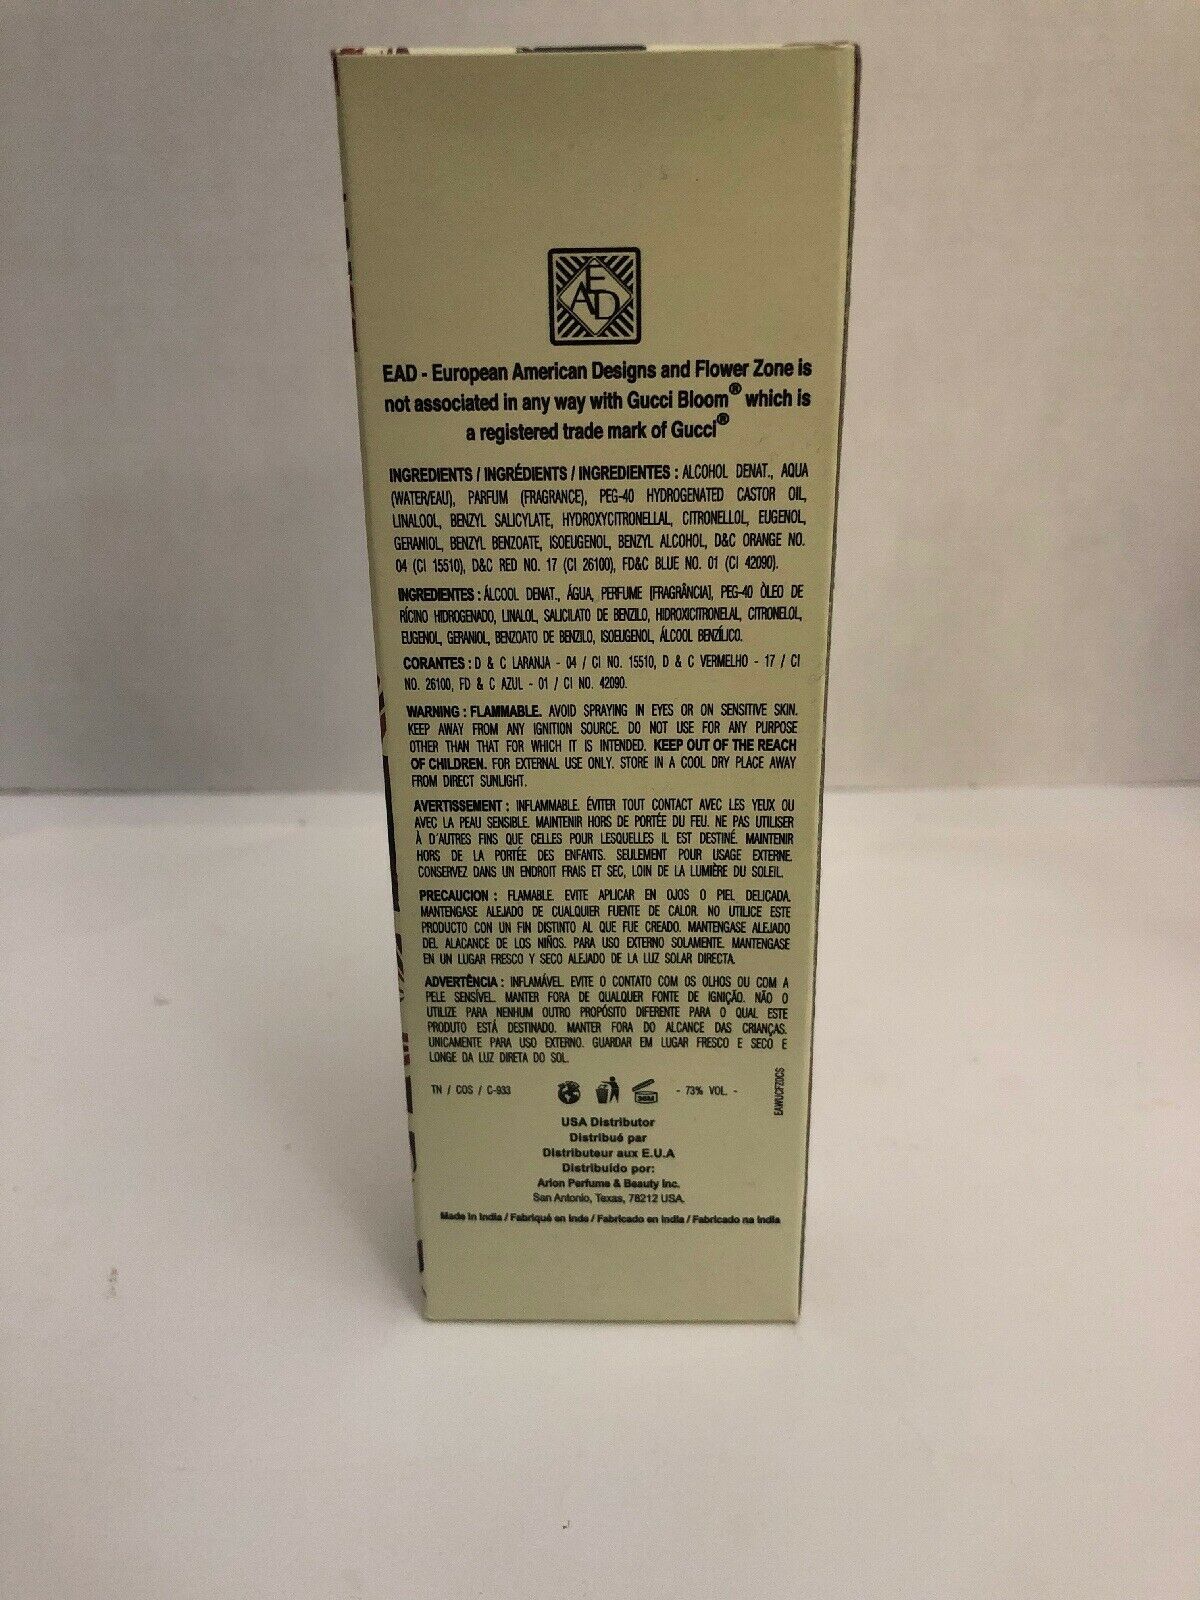 EAD
EAD - European American Designs and Flower Zone is
not associated in any way with Gucci Bloom® which is
a registered trade mark of Gucci®
INGREDIENTS / INGRÉDIENTS / INGREDIENTES : ALCOHOL DENAT., AQUA
(WATER/EAU), PARFUM (FRAGRANCE), PEG-40 HYDROGENATED CASTOR OIL,
LINALOOL, BENZYL SALICYLATE, HYDROXYCITRONELLAL, CITRONELLOL, EUGENOL,
GERANIOL, BENZYL BENZOATE, ISOEUGENOL, BENZYL ALCOHOL, D&C ORANGE NO.
04 (CI 15510), D&C RED NO. 17 (CI 26100), FD&C BLUE NO. 01 (CI 42090).
INGREDIENTES : ÁLCOOL DENAT., ÁGUA, PERFUME [FRAGRÂNCIA], PEG-40 ÒLEO DE
RÍCINO HIDROGENADO, LINALOL, SALICILATO DE BENZILO, HIDROXICITRONELAL, CITRONELOL,
EUGENOL, GERANIOL, BENZOATO DE BENZILO, ISOEUGENOL, ÁLCOOL BENZÍLICO.
CORANTES : D & C LARANJA - 04 / CI NO. 15510, D & C VERMELHO - 17 / CI
NO. 26100, FD & C AZUL - 01 / CI NO. 42090.
WARNING : FLAMMABLE. AVOID SPRAYING IN EYES OR ON SENSITIVE SKIN.
KEEP AWAY FROM ANY IGNITION SOURCE. DO NOT USE FOR ANY PURPOSE
OTHER THAN THAT FOR WHICH IT IS INTENDED. KEEP OUT OF THE REACH
OF CHILDREN. FOR EXTERNAL USE ONLY. STORE IN A COOL DRY PLACE AWAY
FROM DIRECT SUNLIGHT.
AVERTISSEMENT : INFLAMMABLE. ÉVITER TOUT CONTACT AVEC LES YEUX OU
AVEC LA PEAU SENSIBLE. MAINTENIR HORS DE PORTÉE DU FEU. NE PAS UTILISER
À D'AUTRES FINS QUE CELLES POUR LESQUELLES IL EST DESTINÉ. MAINTENIR
HORS DE LA PORTÉE DES ENFANTS. SEULEMENT POUR USAGE EXTERNE.
CONSERVEZ DANS UN ENDROIT FRAIS ET SEC, LOIN DE LA LUMIÈRE DU SOLEIL.
PRECAUCION : FLAMABLE. EVITE APLICAR EN OJOS O PIEL DELICADA.
MANTENGASE ALEJADO DE CUALQUIER FUENTE DE CALOR. NO UTILICE ESTE
PRODUCTO CON UN FIN DISTINTO AL QUE FUE CREADO. MANTENGASE ALEJADO
DEL ALACANCE DE LOS NIÑOS. PARA USO EXTERNO SOLAMENTE. MANTENGASE
EN UN LUGAR FRESCO Y SECO ALEJADO DE LA LUZ SOLAR DIRECTA.
ADVERTÊNCIA : INFLAMÁVEL. EVITE O CONTATO COM OS OLHOS OU COM A
PELE SENSÍVEL. MANTER FORA DE QUALQUER FONTE DE IGNIÇÃO. NÃO O
UTILIZE PARA NENHUM OUTRO PROPÓSITO DIFERENTE PARA O QUAL ESTE
PRODUTO ESTÁ DESTINADO. MANTER FORA DO ALCANCE DAS CRIANÇAS.
UNICAMENTE PARA USO EXTERNO. GUARDAR EM LUGAR FRESCO E SECO E
LONGE DA LUZ DIRETA DO SOL.
TN / COS / C-933 36M - 73% VOL. -
EAWUCFZDCS
USA Distributor
Distribué par
Distributeur aux E.U.A
Distribuído por:
Arion Perfume & Beauty Inc.
San Antonio, Texas, 78212 USA.
Made in India / Fabriqué en Inde / Fabricado en India / Fabricado na India